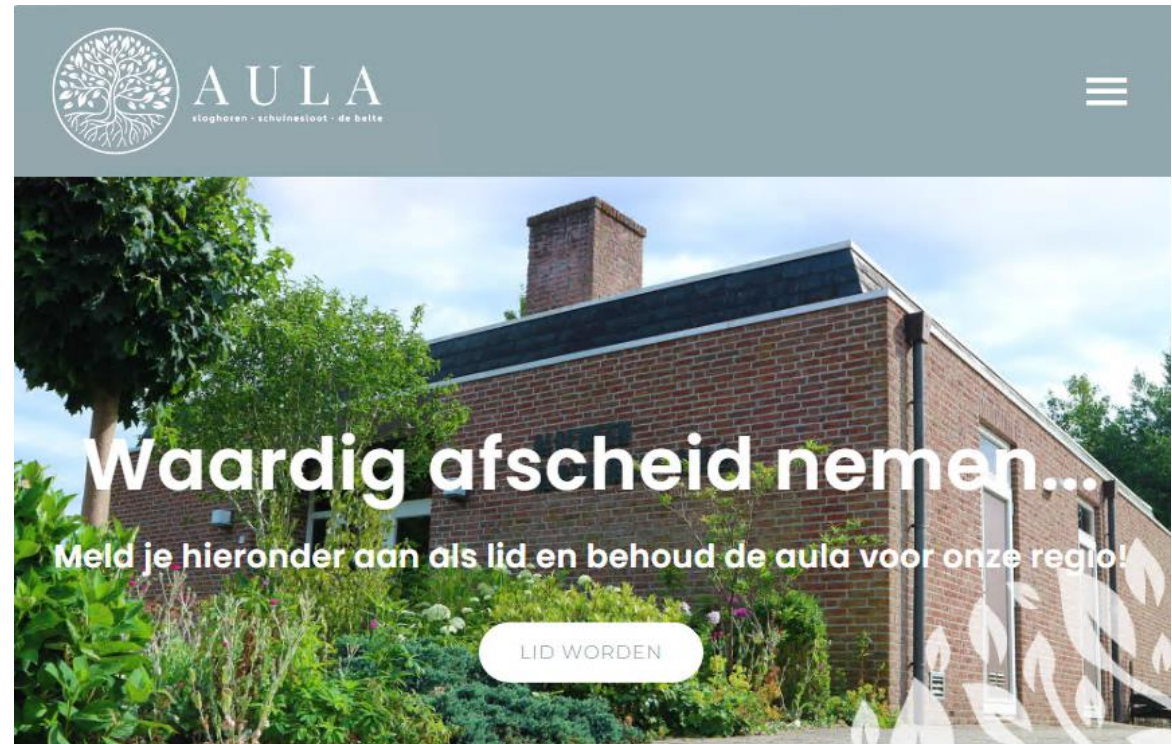 AULA
sloghoren · schuinesloot · de belte
Waardig afscheid nemen...
Meld je hieronder aan als lid en behoud de aula voor onze regio!
LID WORDEN